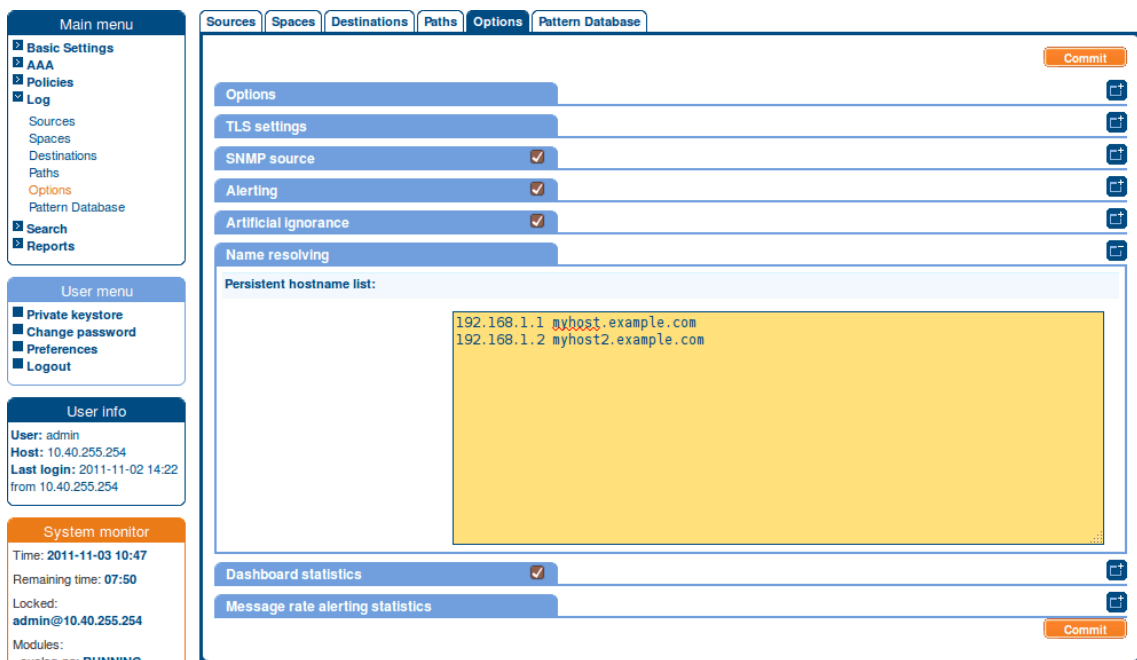 Main menu
Basic Settings
AAA
Policies
Log
Sources
Spaces
Destinations
Paths
Options
Pattern Database
Search
Reports
User menu
Private keystore
Change password
Preferences
Logout
User info
User: admin
Host: 10.40.255.254
Last login: 2011-11-02 14:22
from 10.40.255.254
System monitor
Time: 2011-11-03 10:47
Remaining time: 07:50
Locked:
admin@10.40.255.254
Modules:
Sources Spaces Destinations Paths Options Pattern Database
Commit
Options
TLS settings
SNMP source
Alerting
Artificial ignorance
Name resolving
Persistent hostname list:
192.168.1.1 myhost.example.com
192.168.1.2 myhost2.example.com
Dashboard statistics
Message rate alerting statistics
Commit